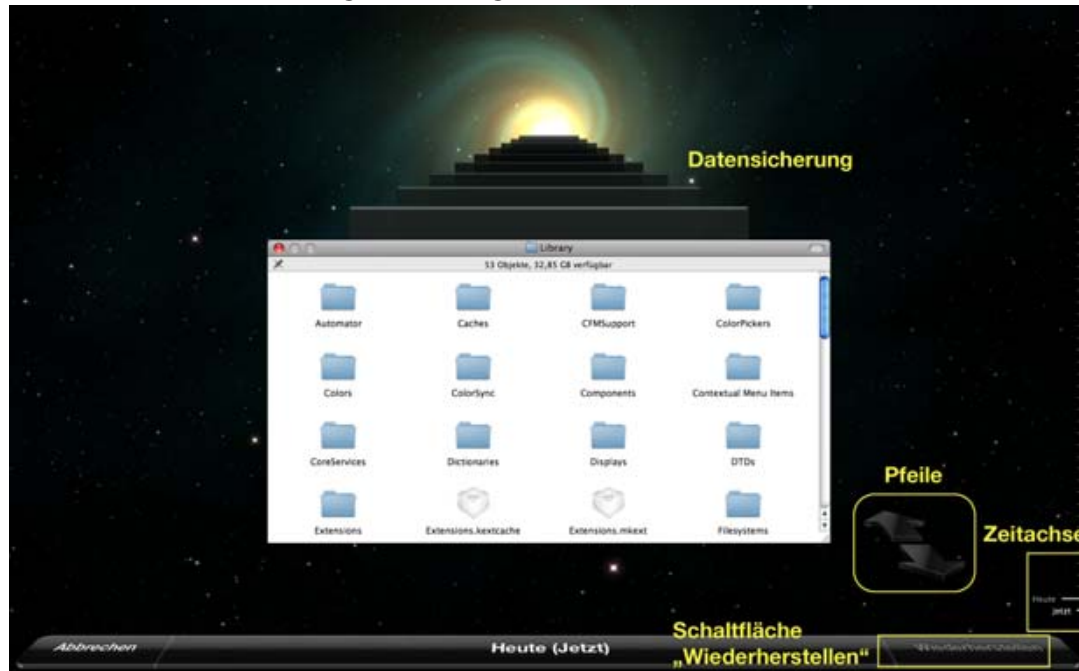 Datensicherung
Library
53 Objekte, 32,85 GB verfügbar
Automator
Caches
CFMSupport
ColorPickers
Colors
ColorSync
Components
Contextual Menu Items
CoreServices
Dictionaries
Displays
DTDs
Extensions
Extensions.kextcache
Extensions.mkext
Filesystems
Pfeile
Zeitachse
Heute
Jetzt
Abbrechen
Heute (Jetzt)
Schaltfläche
„Wiederherstellen“